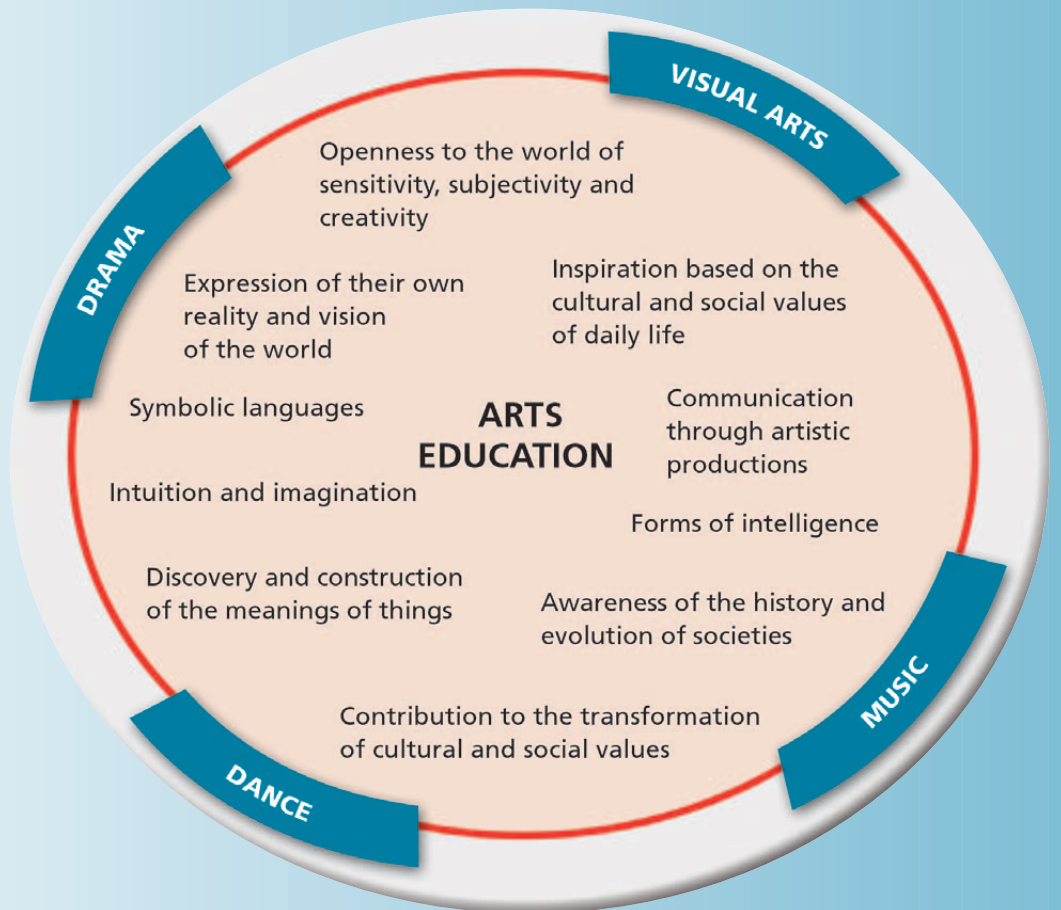 VISUAL ARTS
DRAMA
Openness to the world of
sensitivity, subjectivity and
creativity
Expression of their own
reality and vision
of the world
Inspiration based on the
cultural and social values
of daily life
Symbolic languages
ARTS
EDUCATION
Communication
through artistic
productions
Intuition and imagination
Forms of intelligence
Discovery and construction
of the meanings of things
Awareness of the history and
evolution of societies
Contribution to the transformation
of cultural and social values
MUSIC
DANCE